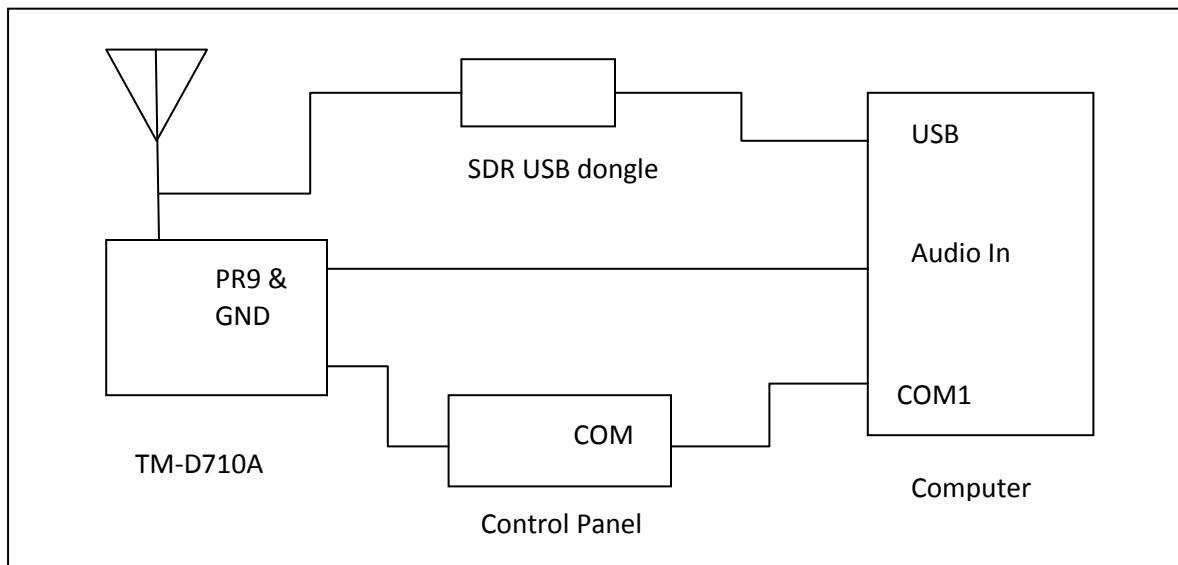 USB
SDR USB dongle
Audio In
PR9 &
GND
COM1
COM
TM-D710A
Computer
Control Panel